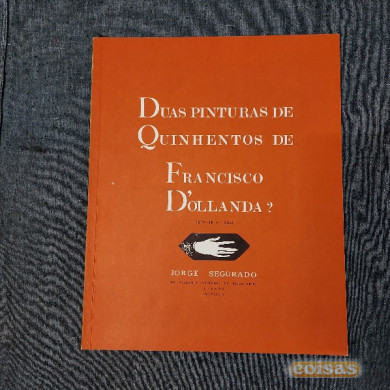 DUAS PINTURAS DE
QUINHENTOS DE
FRANCISCO
D'OLLANDA?
JORGE SEGURADO
coisas